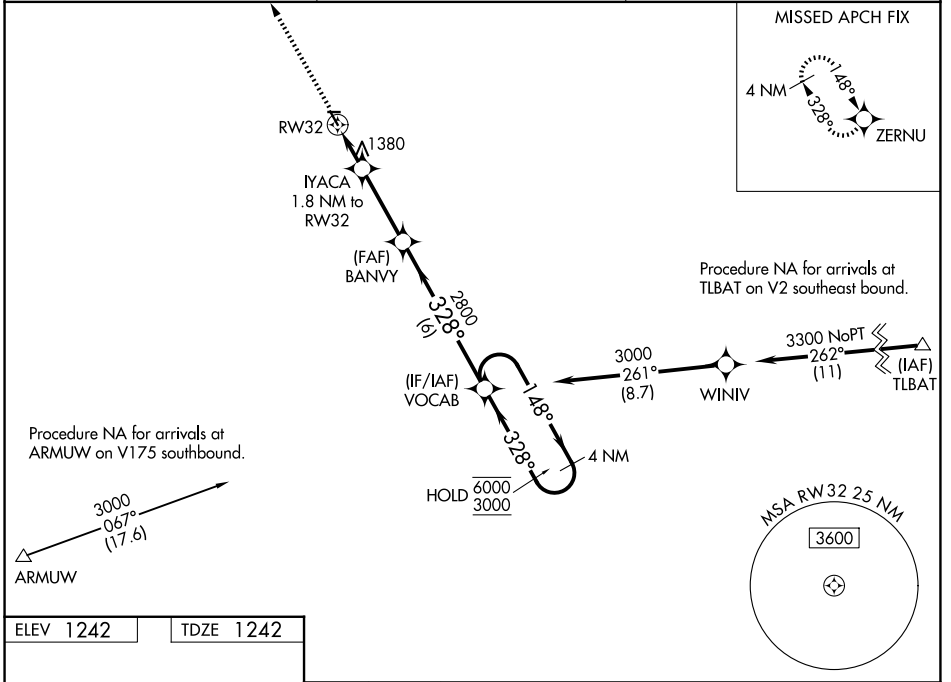 MISSED APCH FIX
4 NM
148°
328°
ZERNU
RW32
1380
IYACA
1.8 NM to
RW32
(FAF)
BANVY
Procedure NA for arrivals at
TLBAT on V2 southeast bound.
2800
328°
(6)
3300 NoPT
262°
(11)
(IAF)
TLBAT
3000
261°
(8.7)
WINIV
(IF/IAF)
VOCAB
148°
328°
4 NM
HOLD 6000
3000
Procedure NA for arrivals at
ARMUW on V175 southbound.
3000
067°
(17.6)
ARMUW
MSA RW32 25 NM
3600
ELEV 1242
TDZE 1242